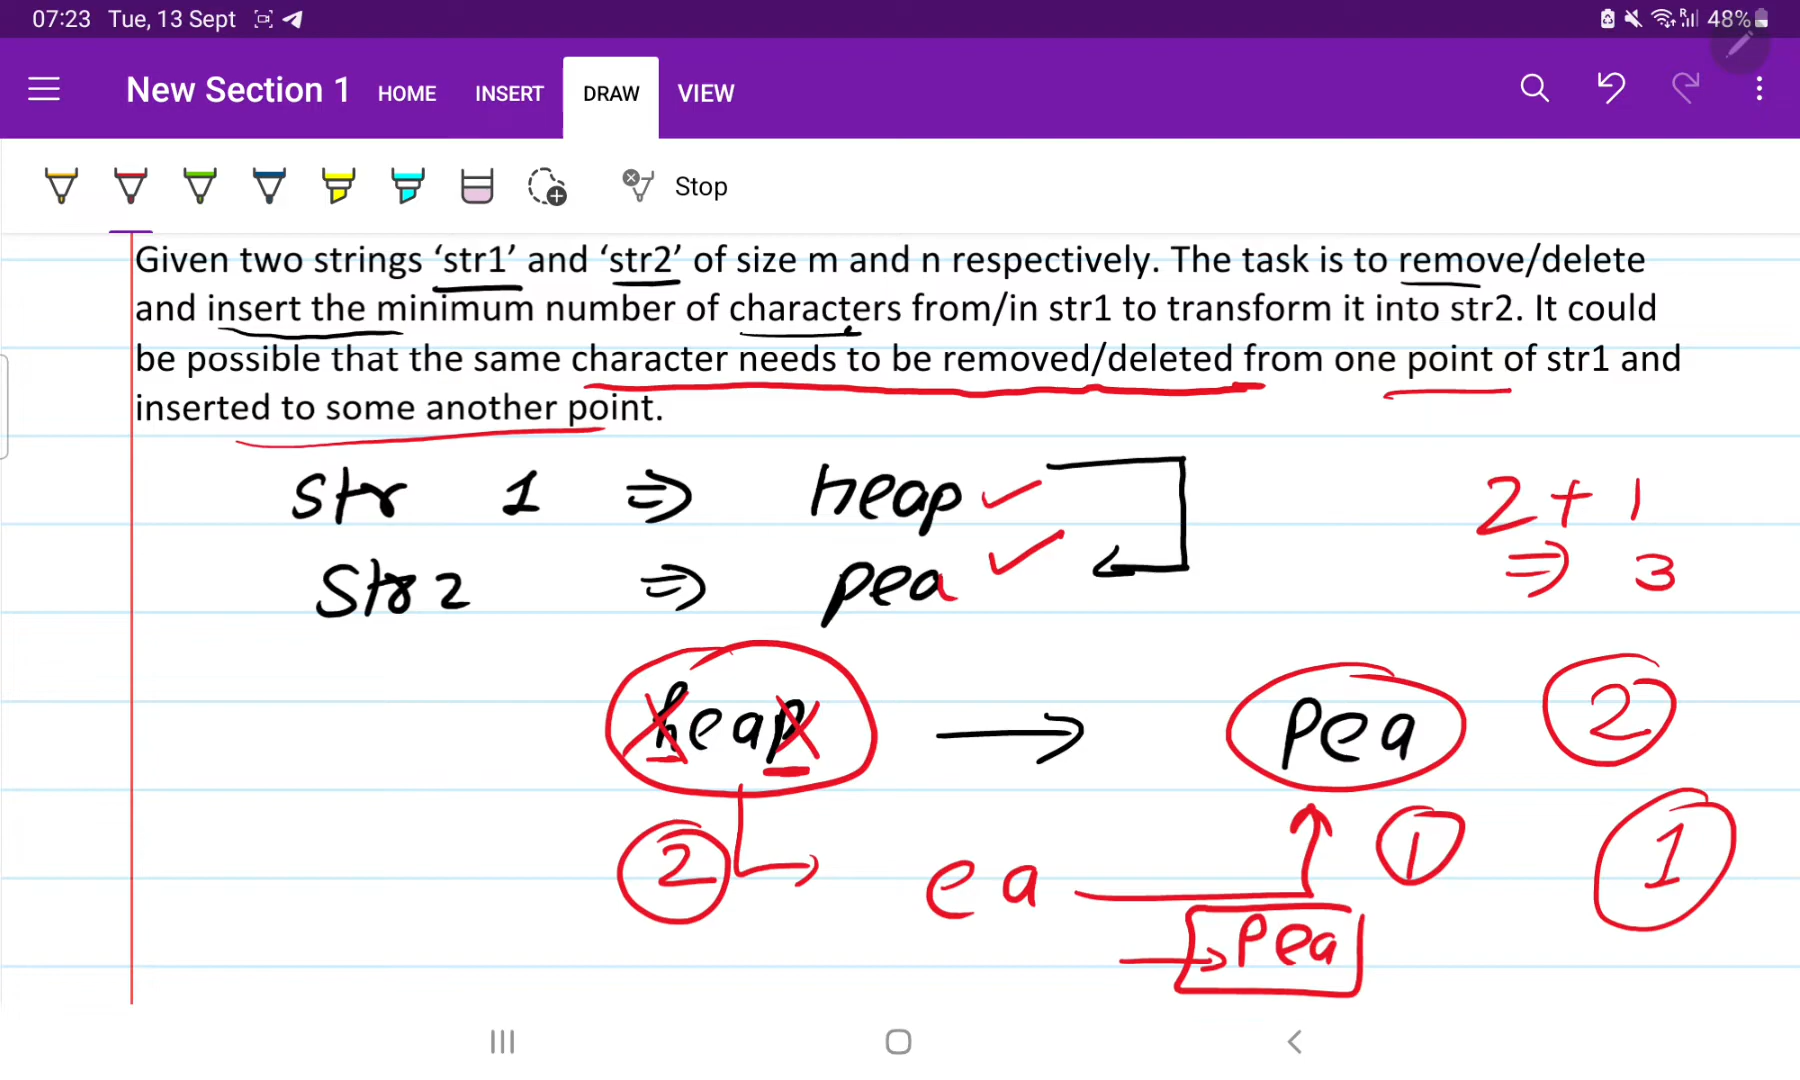 07:23 Tue, 13 Sept 48%
New Section 1 HOME INSERT DRAW VIEW
Stop
Given two strings ‘str1’ and ‘str2’ of size m and n respectively. The task is to remove/delete
and insert the minimum number of characters from/in str1 to transform it into str2. It could
be possible that the same character needs to be removed/deleted from one point of str1 and
inserted to some another point.
str 1 ⇒ heap ✓ 2 + 1
str2 ⇒ pea ✓ ⇒ 3
heap → pea 2
2 ea 1 1
pea